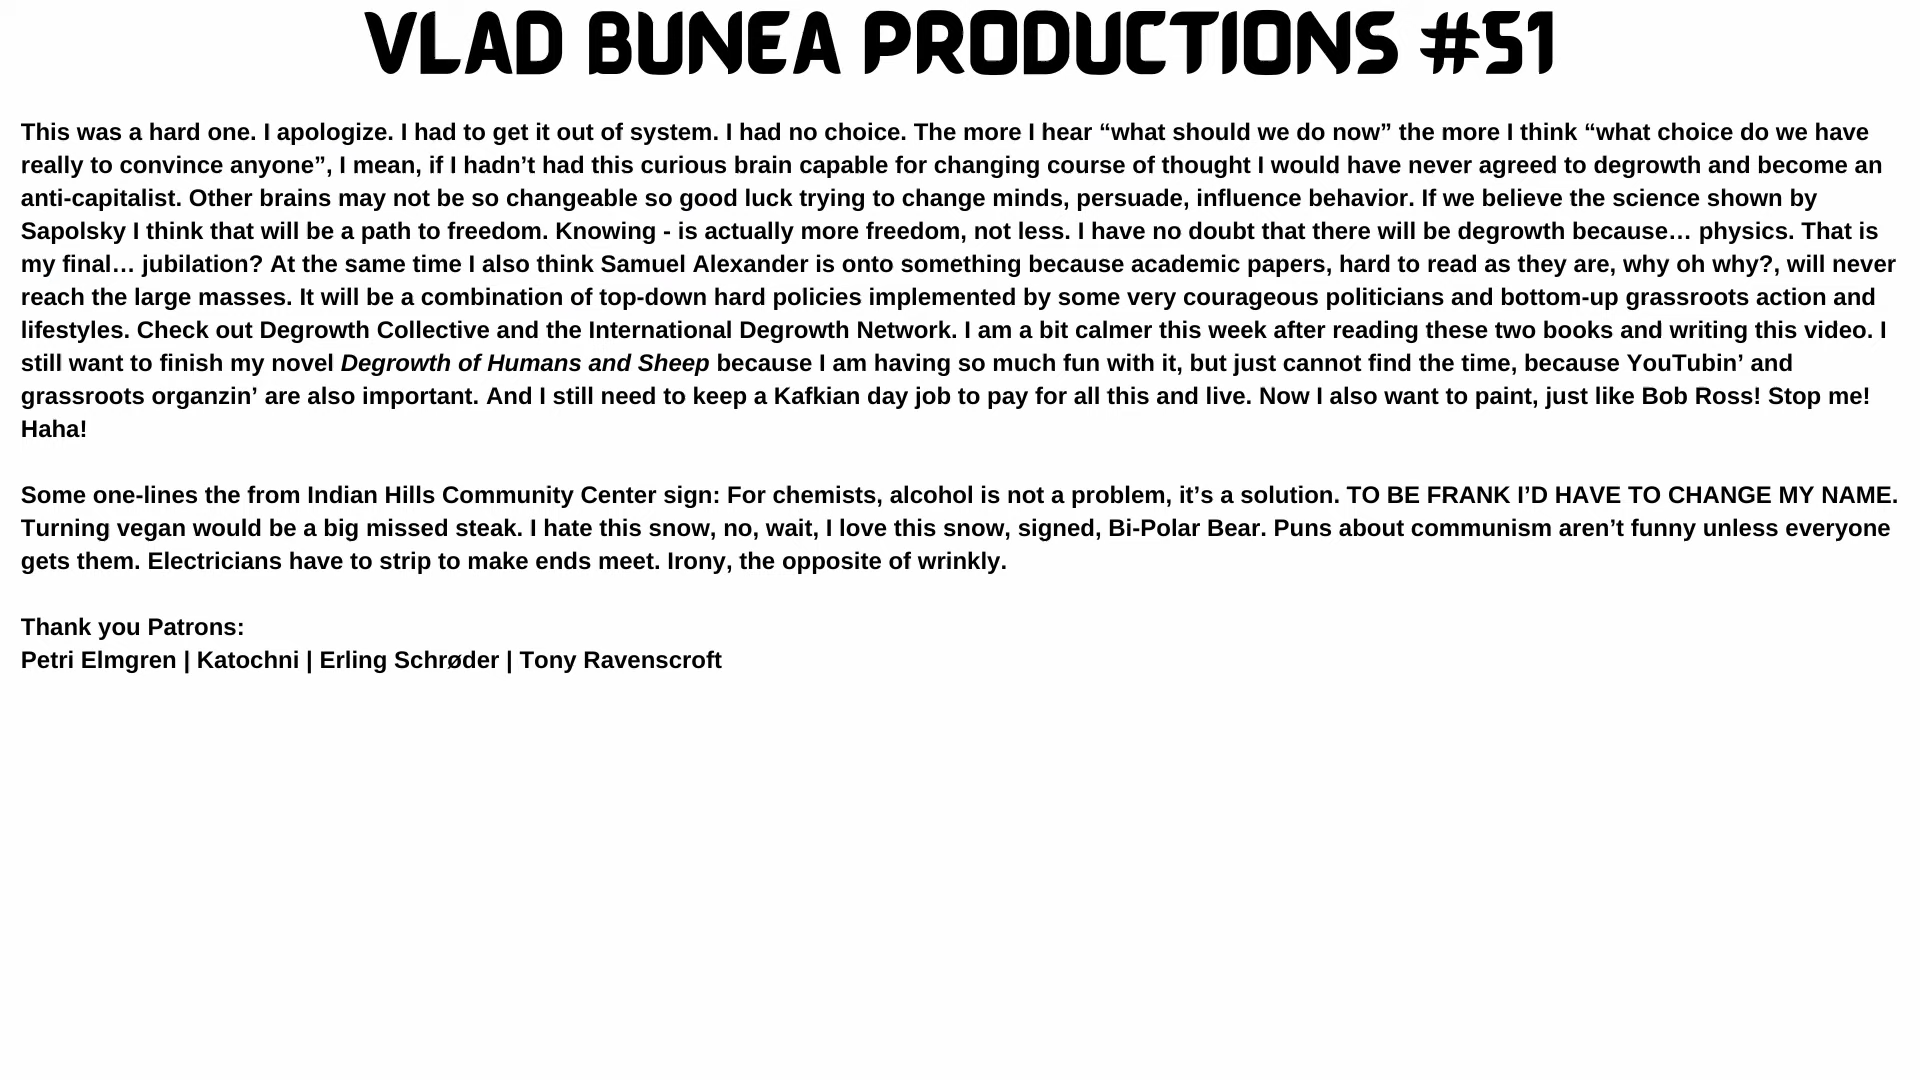 VLAD BUNEA PRODUCTIONS #51
This was a hard one. I apologize. I had to get it out of system. I had no choice. The more I hear “what should we do now” the more I think “what choice do we have
really to convince anyone”, I mean, if I hadn’t had this curious brain capable for changing course of thought I would have never agreed to degrowth and become an
anti-capitalist. Other brains may not be so changeable so good luck trying to change minds, persuade, influence behavior. If we believe the science shown by
Sapolsky I think that will be a path to freedom. Knowing - is actually more freedom, not less. I have no doubt that there will be degrowth because… physics. That is
my final… jubilation? At the same time I also think Samuel Alexander is onto something because academic papers, hard to read as they are, why oh why?, will never
reach the large masses. It will be a combination of top-down hard policies implemented by some very courageous politicians and bottom-up grassroots action and
lifestyles. Check out Degrowth Collective and the International Degrowth Network. I am a bit calmer this week after reading these two books and writing this video. I
still want to finish my novel Degrowth of Humans and Sheep because I am having so much fun with it, but just cannot find the time, because YouTubin’ and
grassroots organzin’ are also important. And I still need to keep a Kafkian day job to pay for all this and live. Now I also want to paint, just like Bob Ross! Stop me!
Haha!
Some one-lines the from Indian Hills Community Center sign: For chemists, alcohol is not a problem, it’s a solution. TO BE FRANK I’D HAVE TO CHANGE MY NAME.
Turning vegan would be a big missed steak. I hate this snow, no, wait, I love this snow, signed, Bi-Polar Bear. Puns about communism aren’t funny unless everyone
gets them. Electricians have to strip to make ends meet. Irony, the opposite of wrinkly.
Thank you Patrons:
Petri Elmgren | Katochni | Erling Schrøder | Tony Ravenscroft